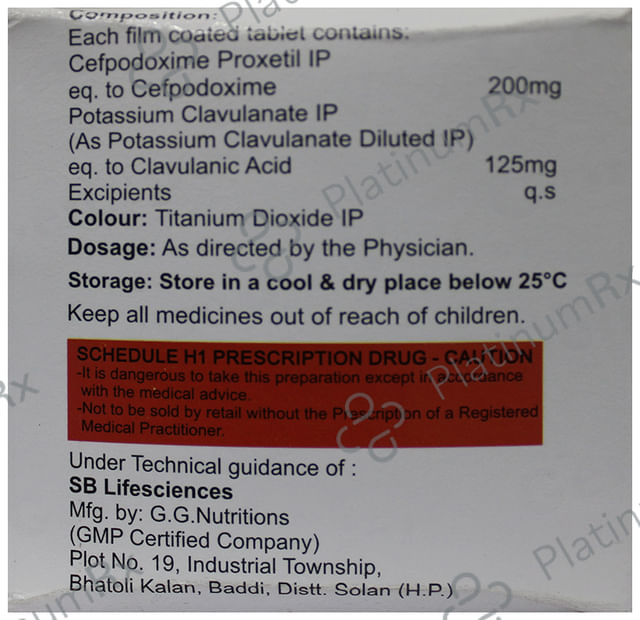 Composition:
Each film coated tablet contains:
Cefpodoxime Proxetil IP
eq. to Cefpodoxime 200mg
Potassium Clavulanate IP
(As Potassium Clavulanate Diluted IP)
eq. to Clavulanic Acid 125mg
Excipients q.s
Colour: Titanium Dioxide IP
Dosage: As directed by the Physician.
Storage: Store in a cool & dry place below 25°C
Keep all medicines out of reach of children.
SCHEDULE H1 PRESCRIPTION DRUG - CAUTION
-It is dangerous to take this preparation except in accordance
with the medical advice.
-Not to be sold by retail without the Prescription of a Registered
Medical Practitioner.
Under Technical guidance of :
SB Lifesciences
Mfg. by: G.G.Nutritions
(GMP Certified Company)
Plot No. 19, Industrial Township,
Bhatoli Kalan, Baddi, Distt. Solan (H.P.)
PlatinumRx
PlatinumRx
Rx
PlatinumRx
Platin